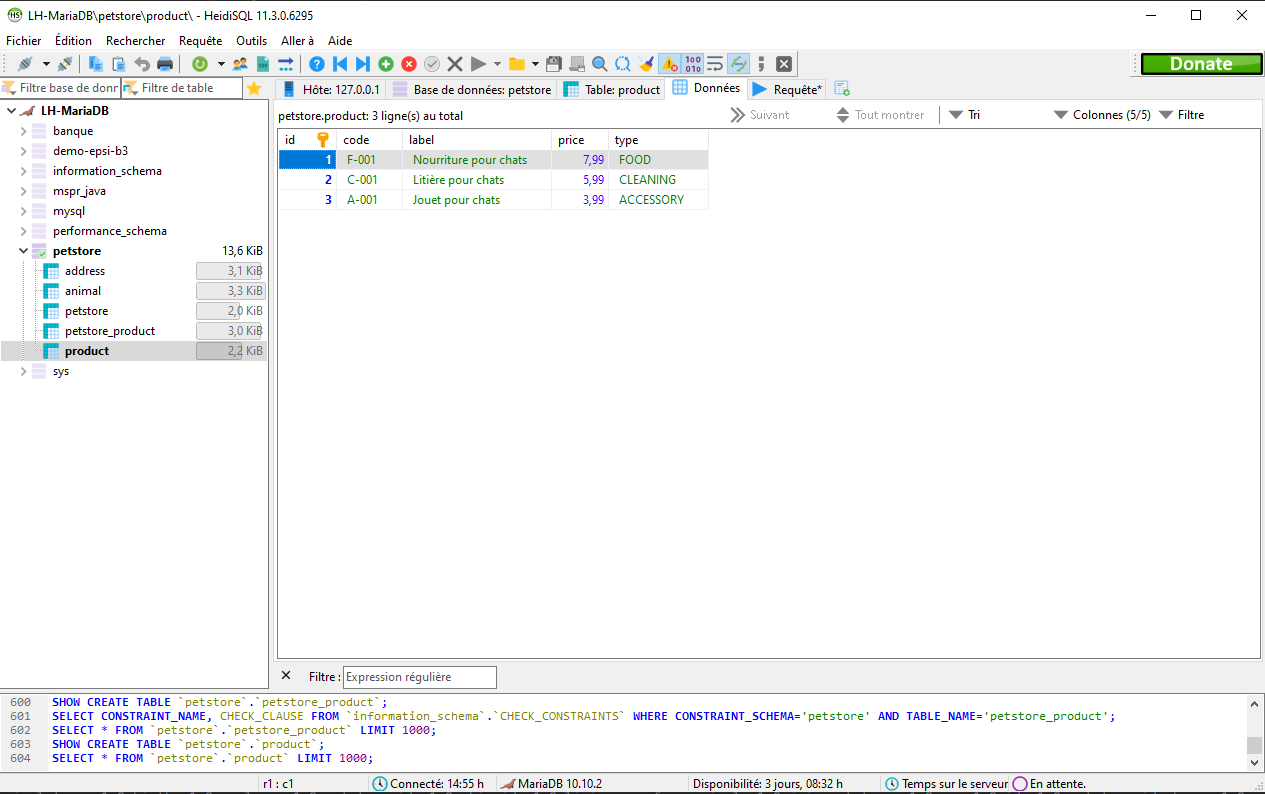 LH-MariaDB\petstore\product\ - HeidiSQL 11.3.0.6295
Fichier Édition Rechercher Requête Outils Aller à Aide
Donate
Filtre base de donr Filtre de table
Hôte: 127.0.0.1 Base de données: petstore Table: product Données Requête*
petstore.product: 3 ligne(s) au total Suivant Tout montrer Tri Colonnes (5/5) Filtre
LH-MariaDB
banque
demo-epsi-b3
information_schema
mspr_java
mysql
performance_schema
petstore 13,6 KiB
address 3,1 KiB
animal 3,3 KiB
petstore 2,0 KiB
petstore_product 3,0 KiB
product 2,2 KiB
sys
id code label price type
1 F-001 Nourriture pour chats 7,99 FOOD
2 C-001 Litière pour chats 5,99 CLEANING
3 A-001 Jouet pour chats 3,99 ACCESSORY
Filtre : Expression régulière
600 SHOW CREATE TABLE `petstore`.`petstore_product`;
601 SELECT CONSTRAINT_NAME, CHECK_CLAUSE FROM `information_schema`.`CHECK_CONSTRAINTS` WHERE CONSTRAINT_SCHEMA='petstore' AND TABLE_NAME='petstore_product';
602 SELECT * FROM `petstore`.`petstore_product` LIMIT 1000;
603 SHOW CREATE TABLE `petstore`.`product`;
604 SELECT * FROM `petstore`.`product` LIMIT 1000;
r1 : c1 Connecté: 14:55 h MariaDB 10.10.2 Disponibilité: 3 jours, 08:32 h Temps sur le serveur En attente.